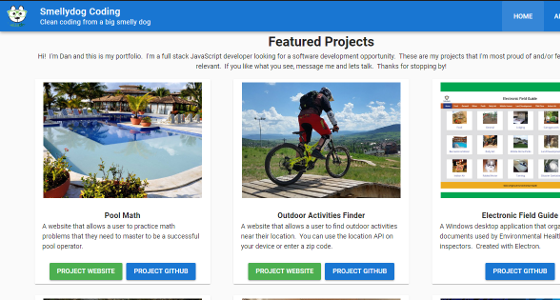 Smellydog Coding
Clean coding from a big smelly dog
HOME
Featured Projects
Hi! I'm Dan and this is my portfolio. I'm a full stack JavaScript developer looking for a software development opportunity. These are my projects that I'm most proud of and/or
relevant. If you like what you see, message me and lets talk. Thanks for stopping by!
Electronic Field Guide
Pool Math
A website that allows a user to practice math
problems that they need to master to be a successful
pool operator.
PROJECT WEBSITE
PROJECT GITHUB
Outdoor Activities Finder
A website that allows a user to find outdoor activities
near their location. You can use the location API on
your device or enter a zip code.
PROJECT WEBSITE
PROJECT GITHUB
Electronic Field Guide
A Windows desktop application that
documents used by Environmental
inspectors. Created with Electron.
PROJECT GITHUB